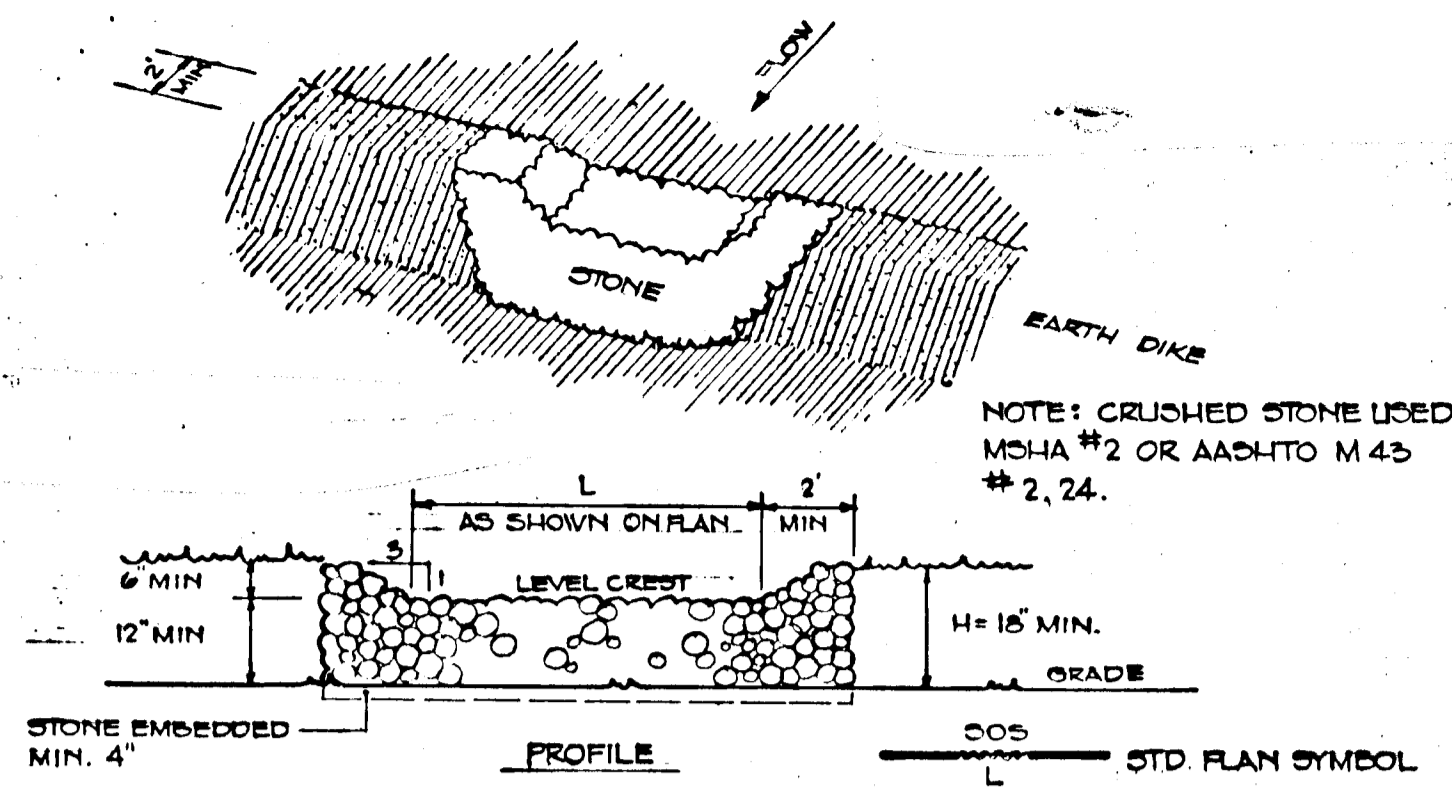 2'
MIN
FLOW
STONE
EARTH DIKE
NOTE: CRUSHED STONE USED
MSHA #2 OR AASHTO M 43
# 2, 24.
L
2'
AS SHOWN ON PLAN
MIN
3
1
6" MIN
LEVEL CREST
12" MIN
H= 18" MIN.
GRADE
STONE EMBEDDED
MIN. 4"
PROFILE
SOS
L
STD. PLAN SYMBOL